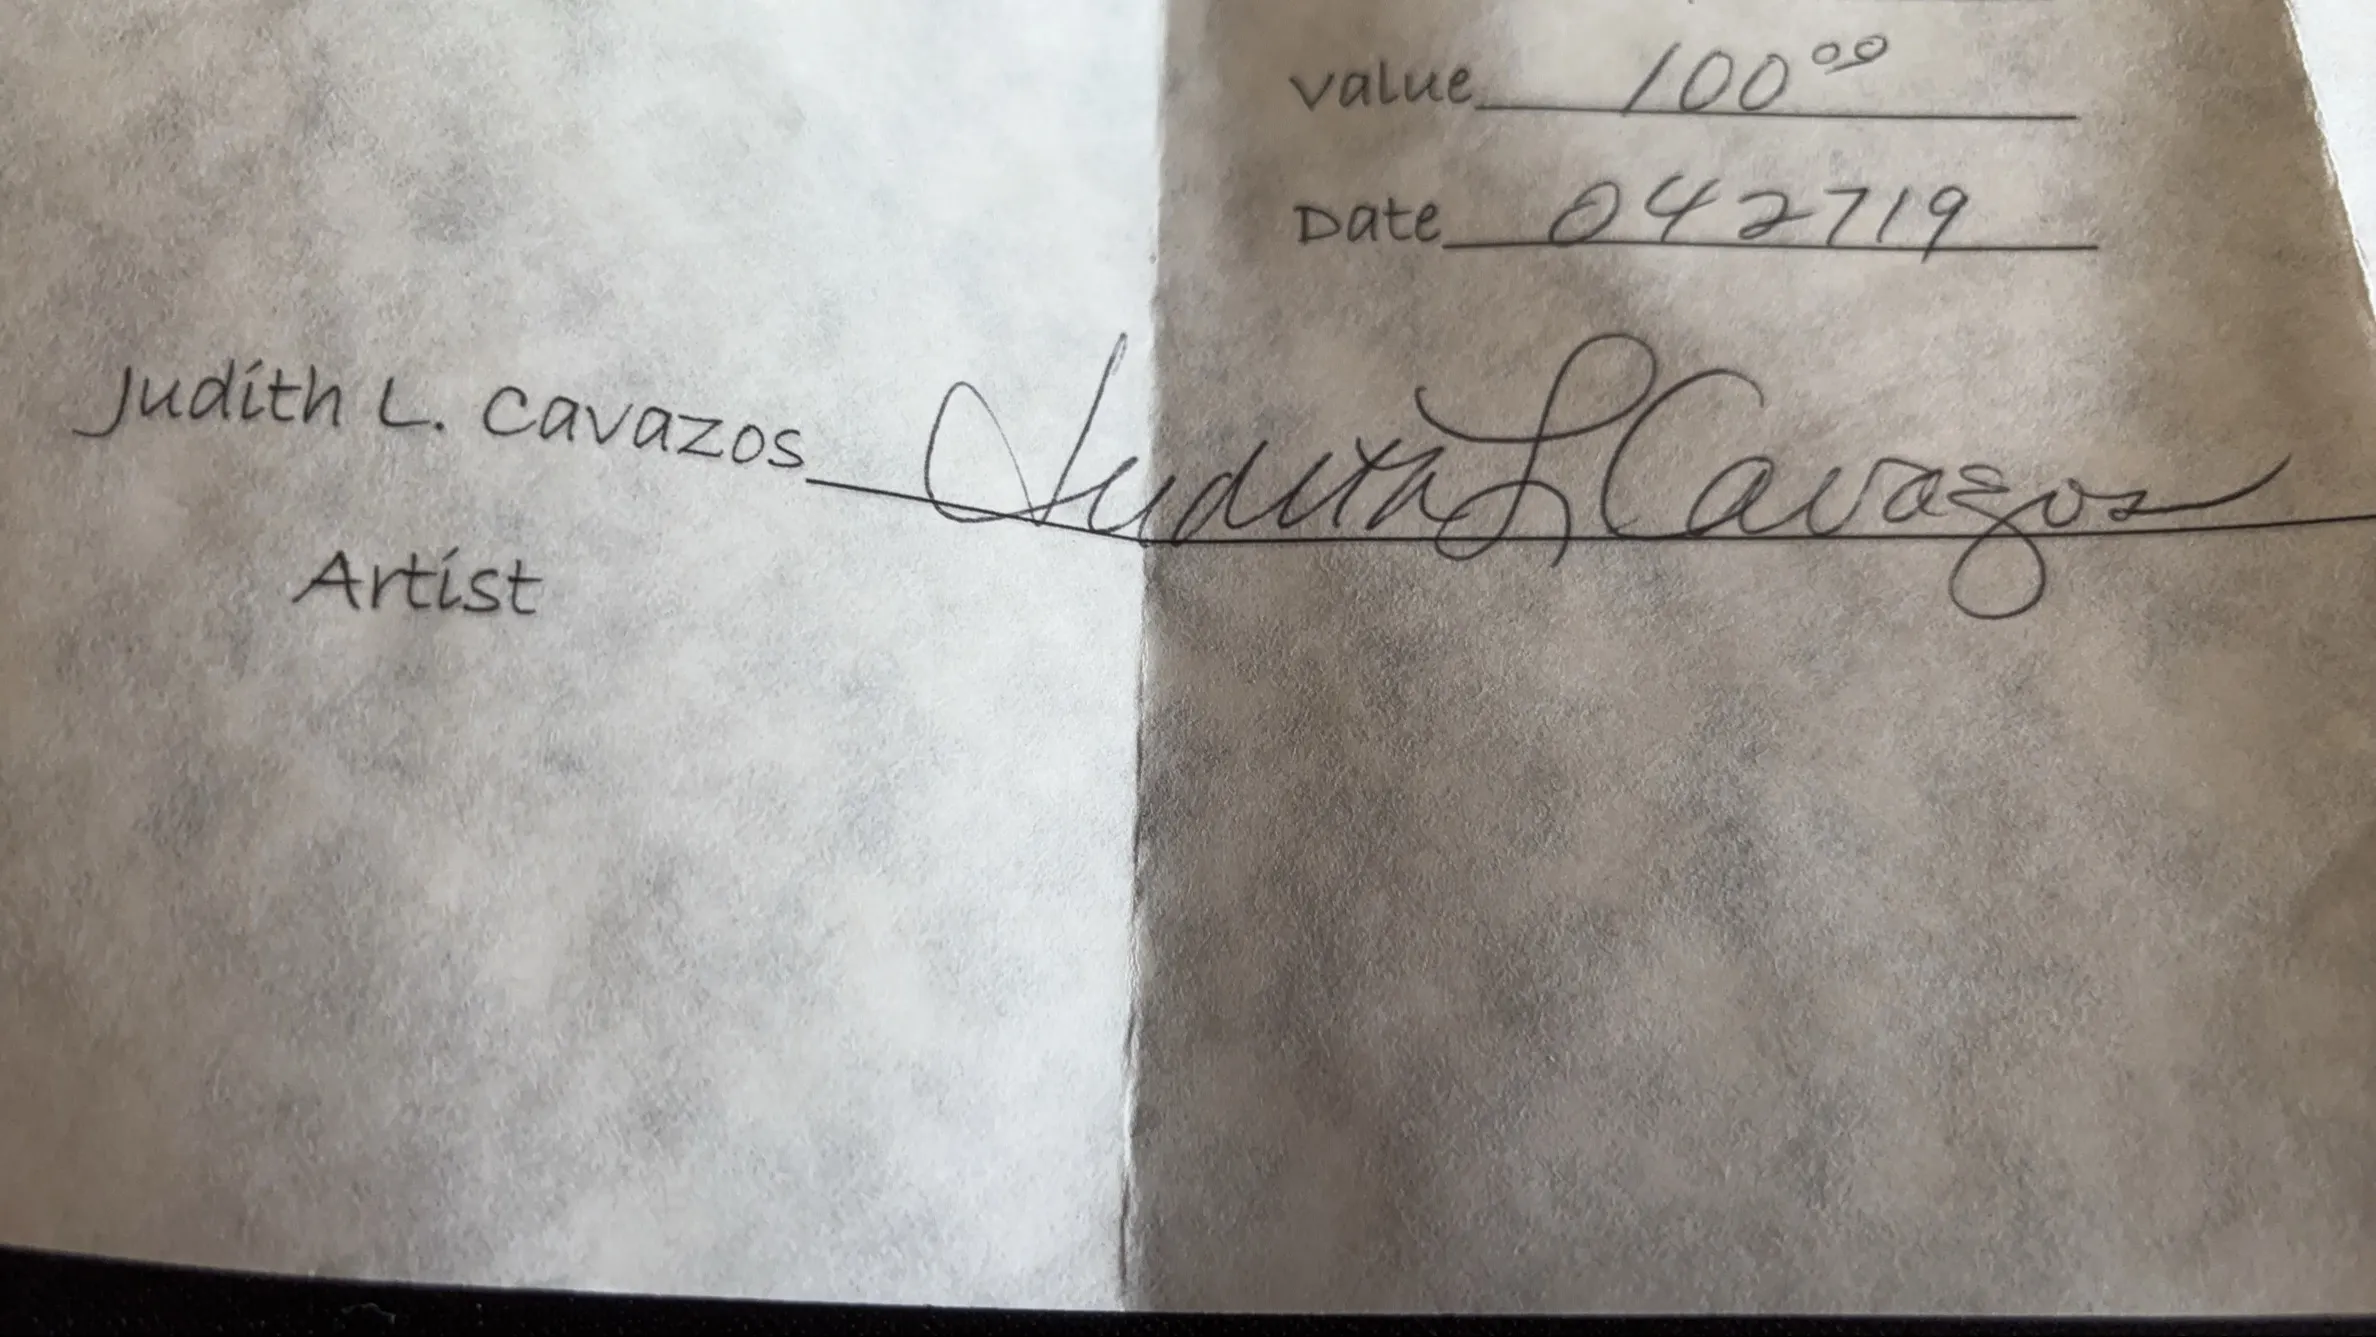 Value 100⁰⁰
Date 042719
Judith L. Cavazos Judith L Cavazos
Artist